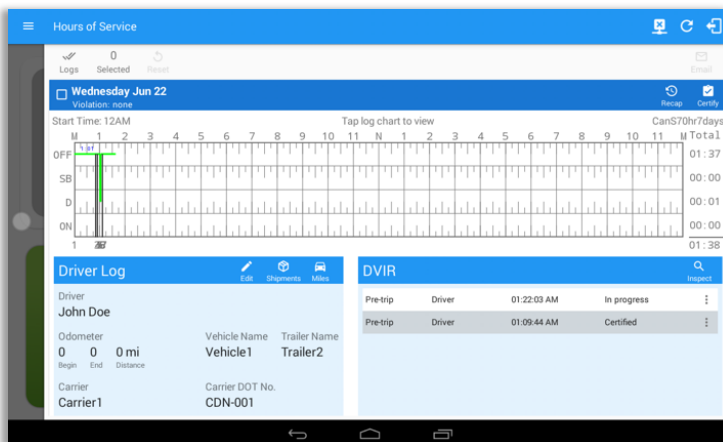 Hours of Service
Logs
0 Selected
Reset
Email
Wednesday Jun 22
Violation: none
Recap
Certify
Start Time: 12AM
Tap log chart to view
CanS70hr7days
M 1 2 3 4 5 6 7 8 9 10 11 N 1 2 3 4 5 6 7 8 9 10 11 M Total
OFF 01:37
SB 00:00
D 00:01
ON 00:00
01:38
Driver Log
Edit
Shipments
Miles
Driver
John Doe
Odometer Vehicle Name Trailer Name
0 0 0 mi Vehicle1 Trailer2
Begin End Distance
Carrier Carrier DOT No.
Carrier1 CDN-001
DVIR
Inspect
Pre-trip Driver 01:22:03 AM In progress
Pre-trip Driver 01:09:44 AM Certified